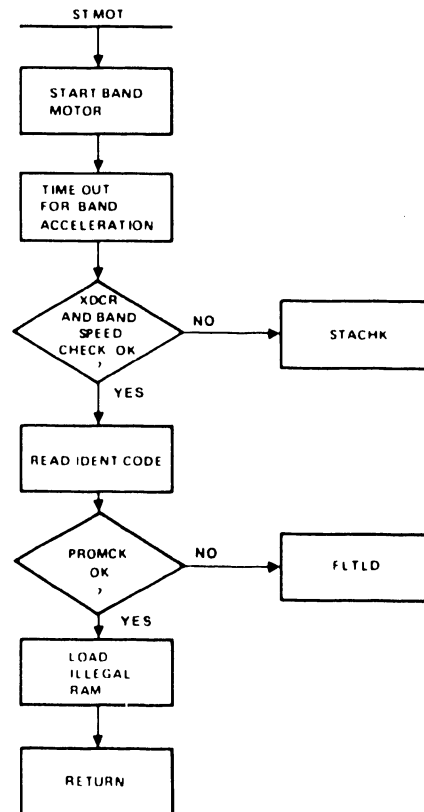 ST MOT
START BAND
MOTOR
TIME OUT
FOR BAND
ACCELERATION
XDCR
AND BAND
SPEED
CHECK OK
?
NO
STACHK
YES
READ IDENT CODE
PROMCK
OK
?
NO
FLTLD
YES
LOAD
ILLEGAL
RAM
RETURN